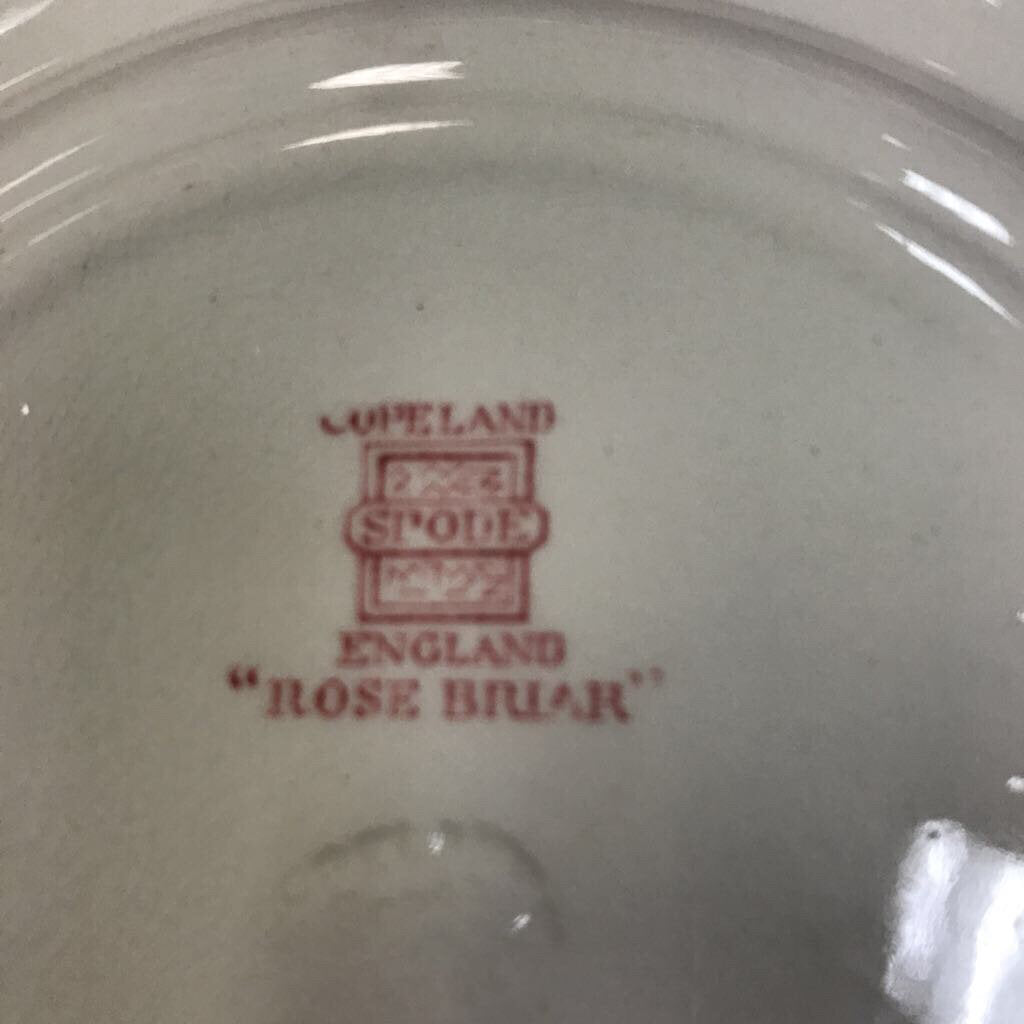 COPELAND
SPODE
ENGLAND
"ROSE BRIAR"